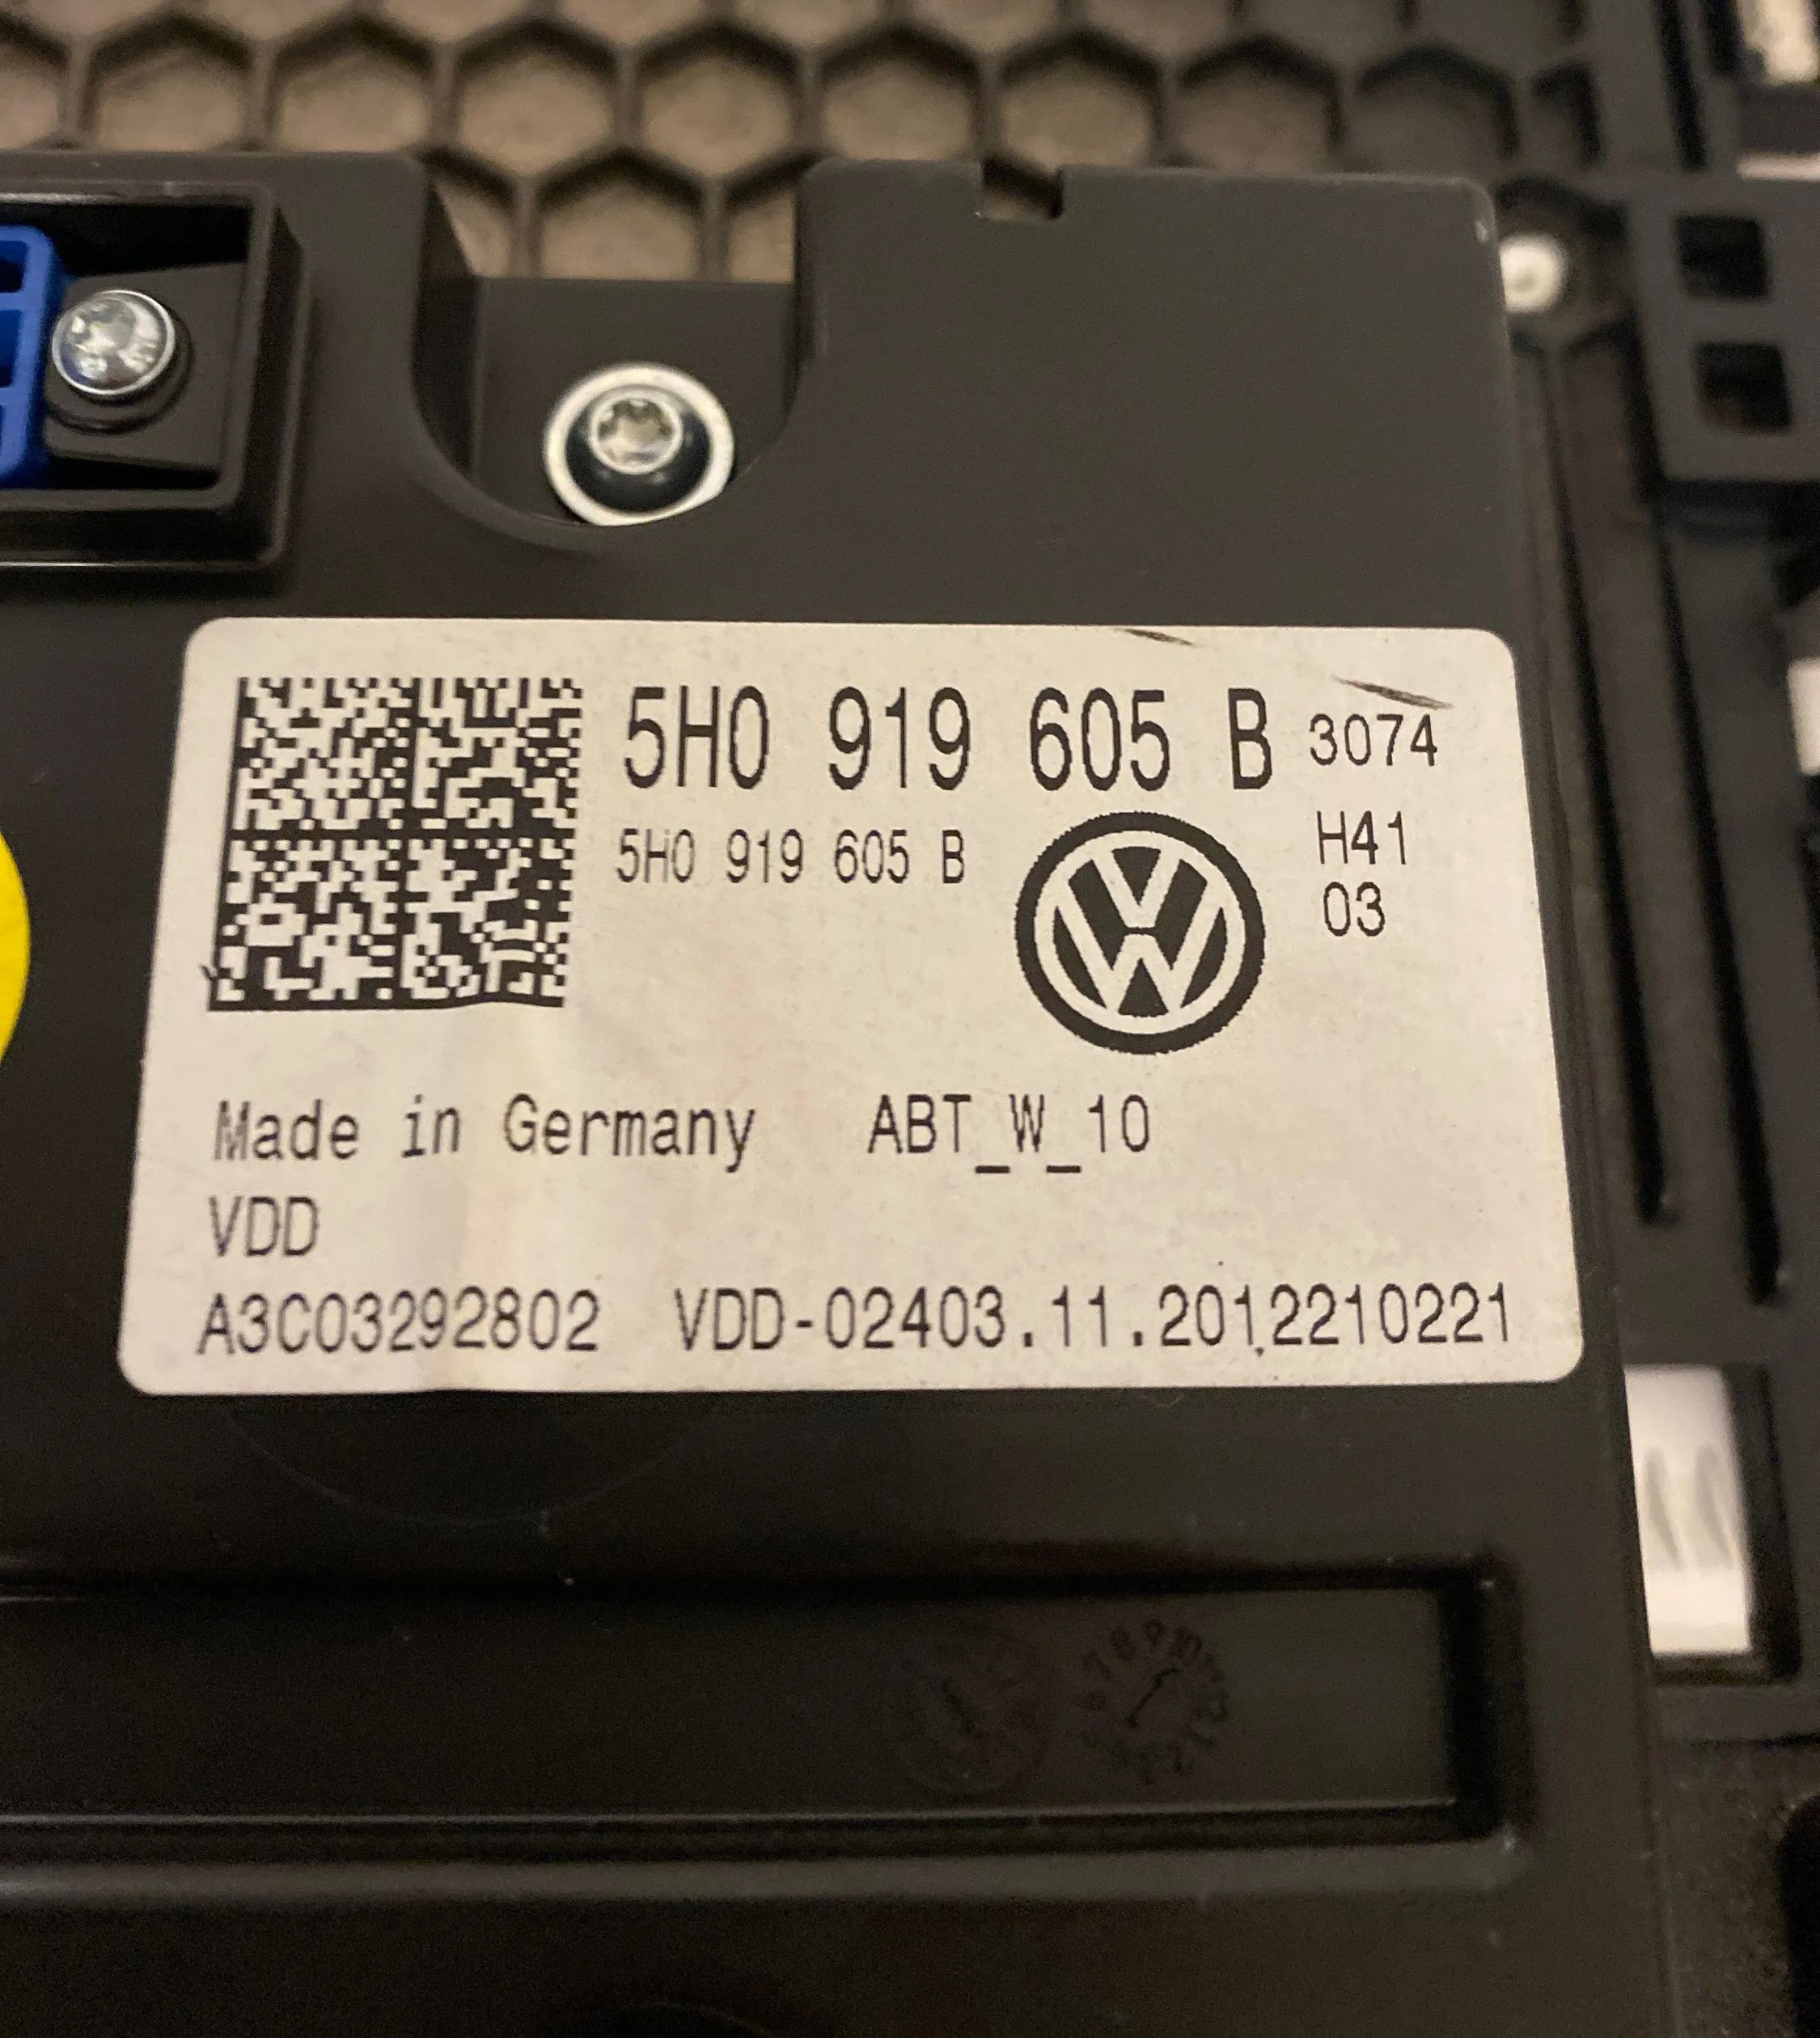 5H0 919 605 B 3074
5H0 919 605 B H41
03
Made in Germany ABT_W_10
VDD
A3C03292802 VDD-02403.11.2012210221